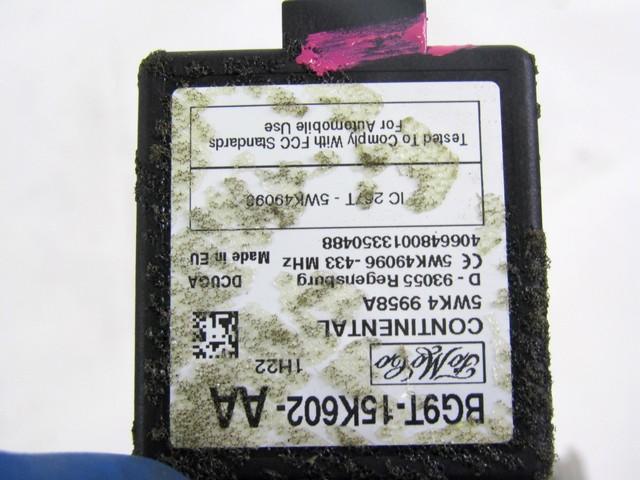 BG9T-15K602-AA
FoMoCo
1H22
CONTINENTAL
5WK4 9958A
D - 93055 Regensburg DCUGA
CE 5WK49096 -433 MHz Made in EU
4066480013350488
IC 267T - 5WK49096
Tested To Comply With FCC Standards
For Automobile Use